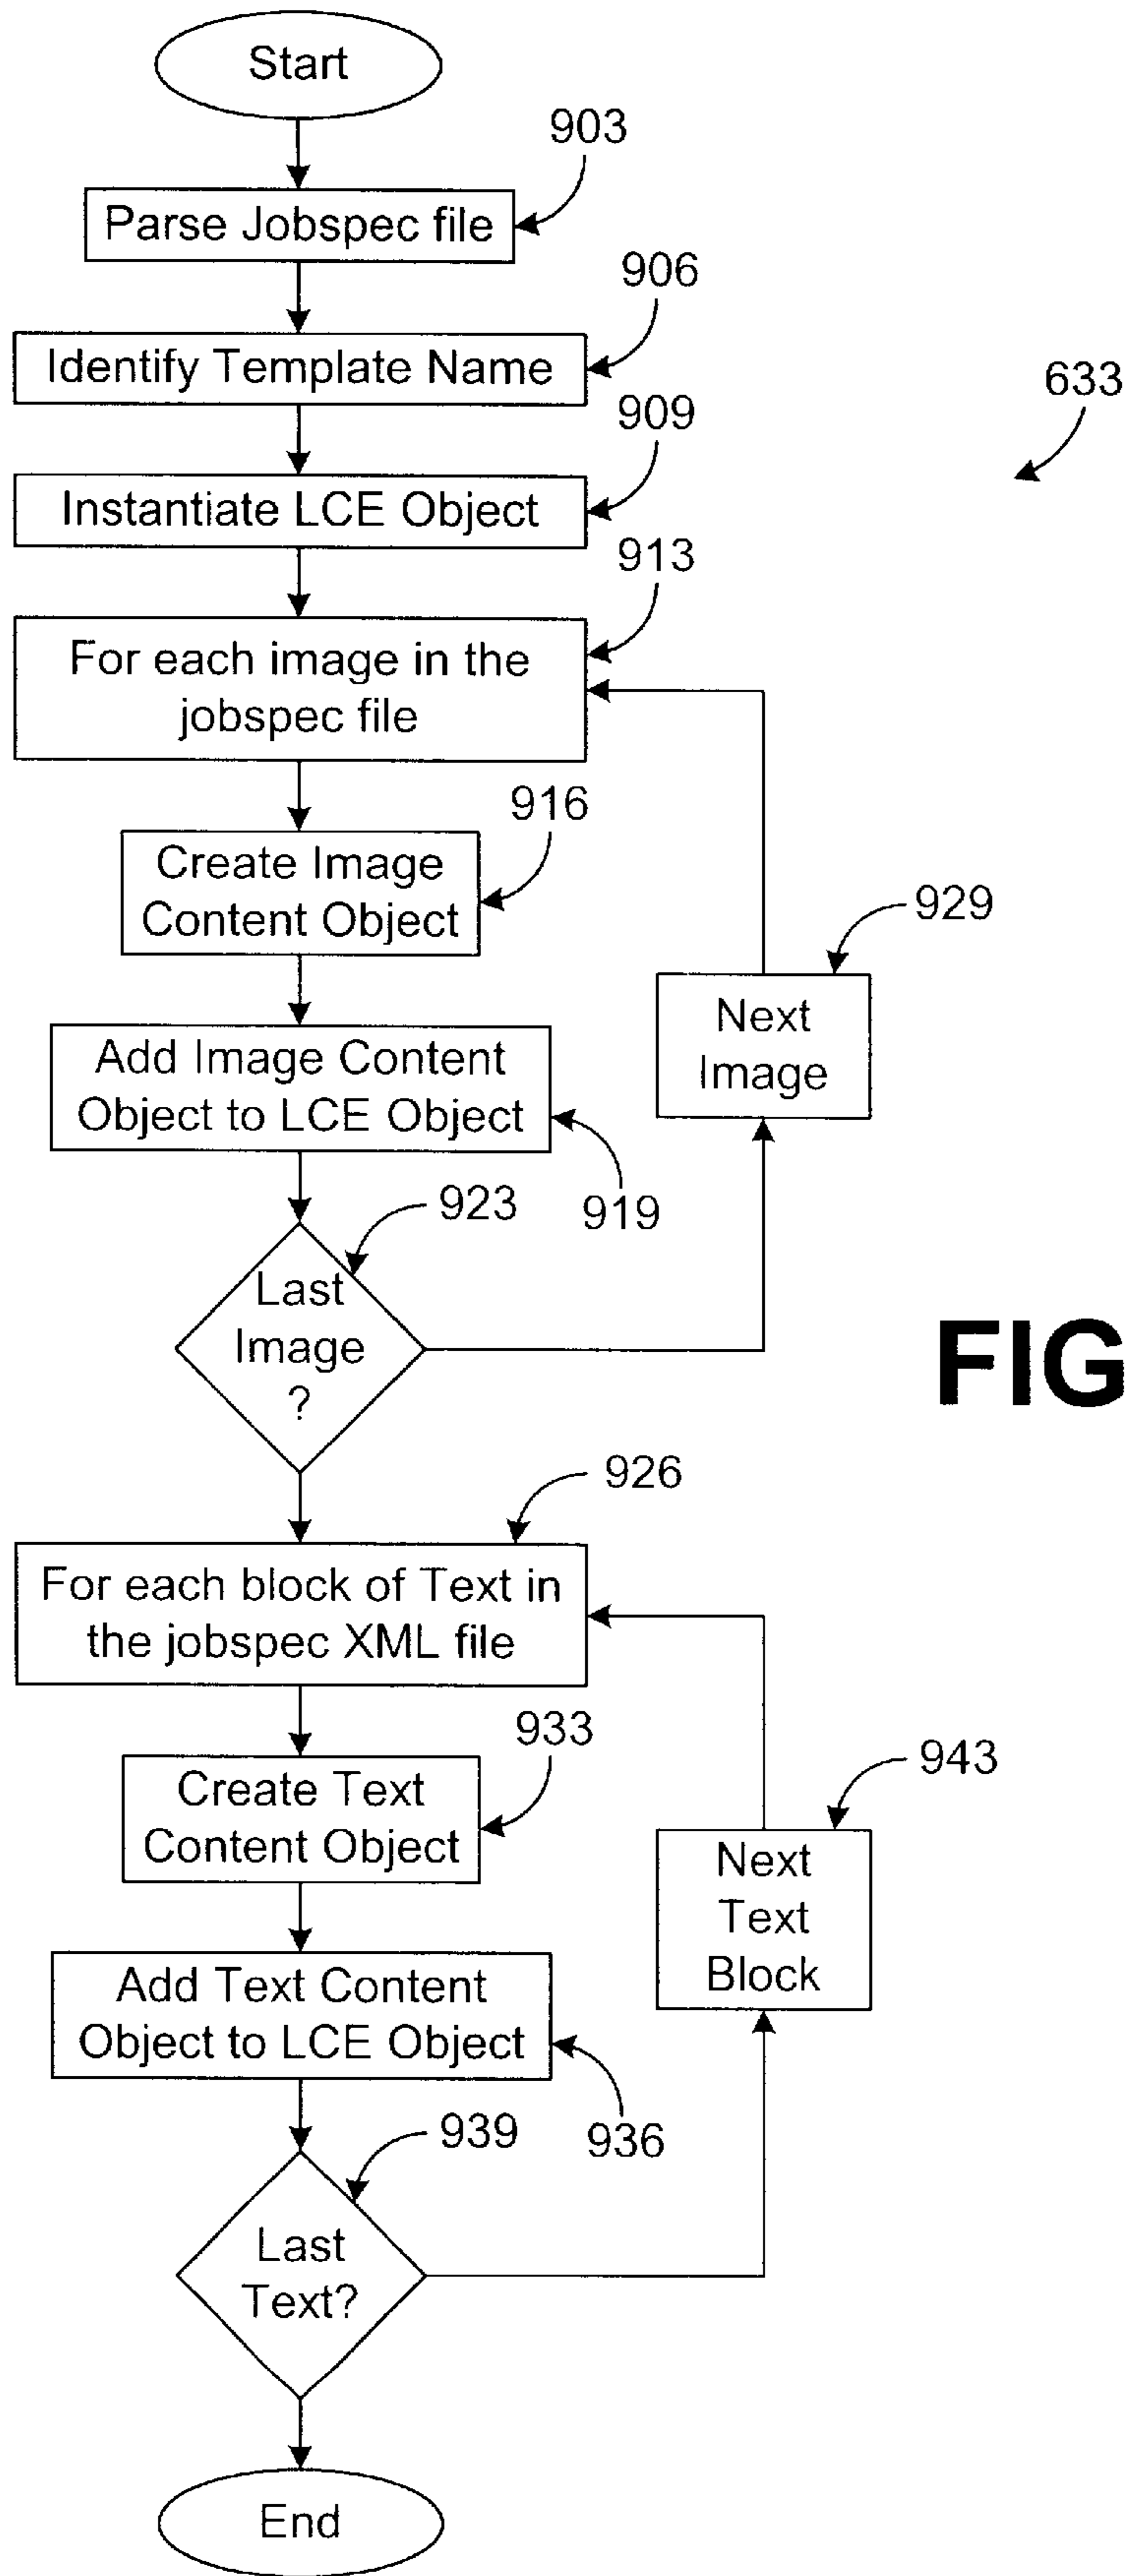 Start
903
Parse Jobspec file
906
Identify Template Name
633
909
Instantiate LCE Object
913
For each image in the
jobspec file
916
Create Image
Content Object
929
Next
Image
Add Image Content
Object to LCE Object
919
923
Last
Image
?
FIG
926
For each block of Text in
the jobspec XML file
933
Create Text
Content Object
943
Next
Text
Block
Add Text Content
Object to LCE Object
936
939
Last
Text?
End